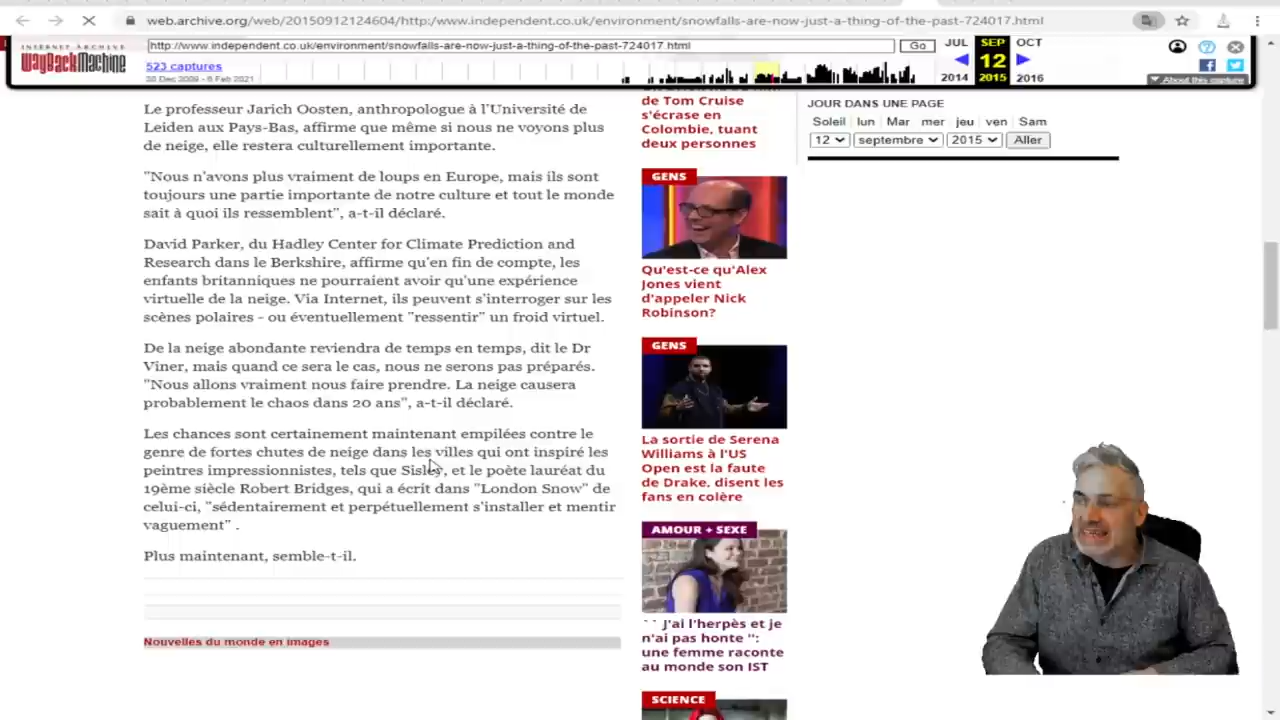 web.archive.org/web/20150912124604/http:/www.independent.co.uk/environment/snowfalls-are-now-just-a-thing-of-the-past-724017.html
INTERNET ARCHIVE
WayBackMachine
http://www.independent.co.uk/environment/snowfalls-are-now-just-a-thing-of-the-past-724017.html
Go
JUL
SEP
OCT
523 captures
12
30 Dec 2009 - 6 Feb 2021
2014
2015
2016
About this capture
Le professeur Jarich Oosten, anthropologue à l'Université de
Leiden aux Pays-Bas, affirme que même si nous ne voyons plus
de neige, elle restera culturellement importante.
"Nous n'avons plus vraiment de loups en Europe, mais ils sont
toujours une partie importante de notre culture et tout le monde
sait à quoi ils ressemblent", a-t-il déclaré.
David Parker, du Hadley Center for Climate Prediction and
Research dans le Berkshire, affirme qu'en fin de compte, les
enfants britanniques ne pourraient avoir qu'une expérience
virtuelle de la neige. Via Internet, ils peuvent s'interroger sur les
scènes polaires - ou éventuellement "ressentir" un froid virtuel.
De la neige abondante reviendra de temps en temps, dit le Dr
Viner, mais quand ce sera le cas, nous ne serons pas préparés.
"Nous allons vraiment nous faire prendre. La neige causera
probablement le chaos dans 20 ans", a-t-il déclaré.
Les chances sont certainement maintenant empilées contre le
genre de fortes chutes de neige dans les villes qui ont inspiré les
peintres impressionnistes, tels que Sisley, et le poète lauréat du
19ème siècle Robert Bridges, qui a écrit dans "London Snow" de
celui-ci, "sédentairement et perpétuellement s'installer et mentir
vaguement" .
Plus maintenant, semble-t-il.
Nouvelles du monde en images
de Tom Cruise
s'écrase en
Colombie, tuant
deux personnes
GENS
Qu'est-ce qu'Alex
Jones vient
d'appeler Nick
Robinson?
GENS
La sortie de Serena
Williams à l'US
Open est la faute
de Drake, disent les
fans en colère
AMOUR + SEXE
`` J'ai l'herpès et je
n'ai pas honte '':
une femme raconte
au monde son IST
SCIENCE
JOUR DANS UNE PAGE
Soleil lun Mar mer jeu ven Sam
12 septembre 2015 Aller